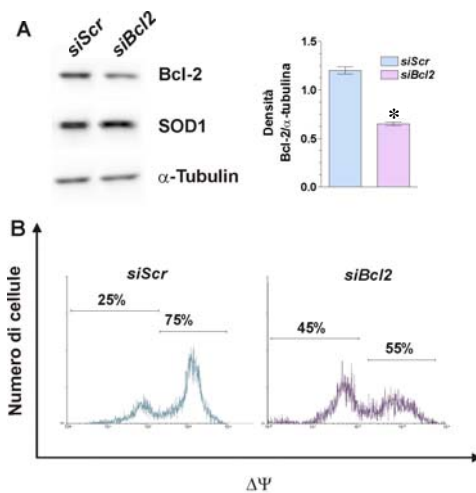 A
siScr
siBcl2
Bcl-2
SOD1
α-Tubulin
Densità
Bcl-2/α-tubulina
1.5
1.0
0.5
0.0
siScr
siBcl2
*
B
Numero di cellule
siScr
25%
75%
siBcl2
45%
55%
ΔΨ